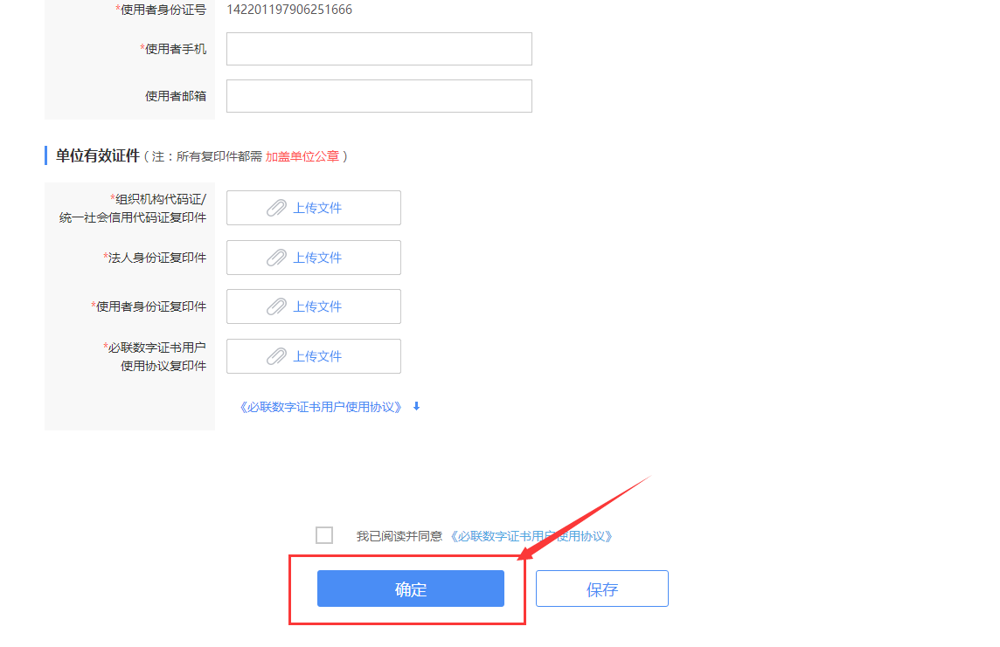 *使用者身份证号 142201197906251666
*使用者手机
使用者邮箱
单位有效证件（注：所有复印件都需 加盖单位公章）
*组织机构代码证/
统一社会信用代码证复印件
上传文件
*法人身份证复印件 上传文件
*使用者身份证复印件 上传文件
*必联数字证书用户
使用协议复印件
上传文件
《必联数字证书用户使用协议》
我已阅读并同意 《必联数字证书用户使用协议》
确定 保存